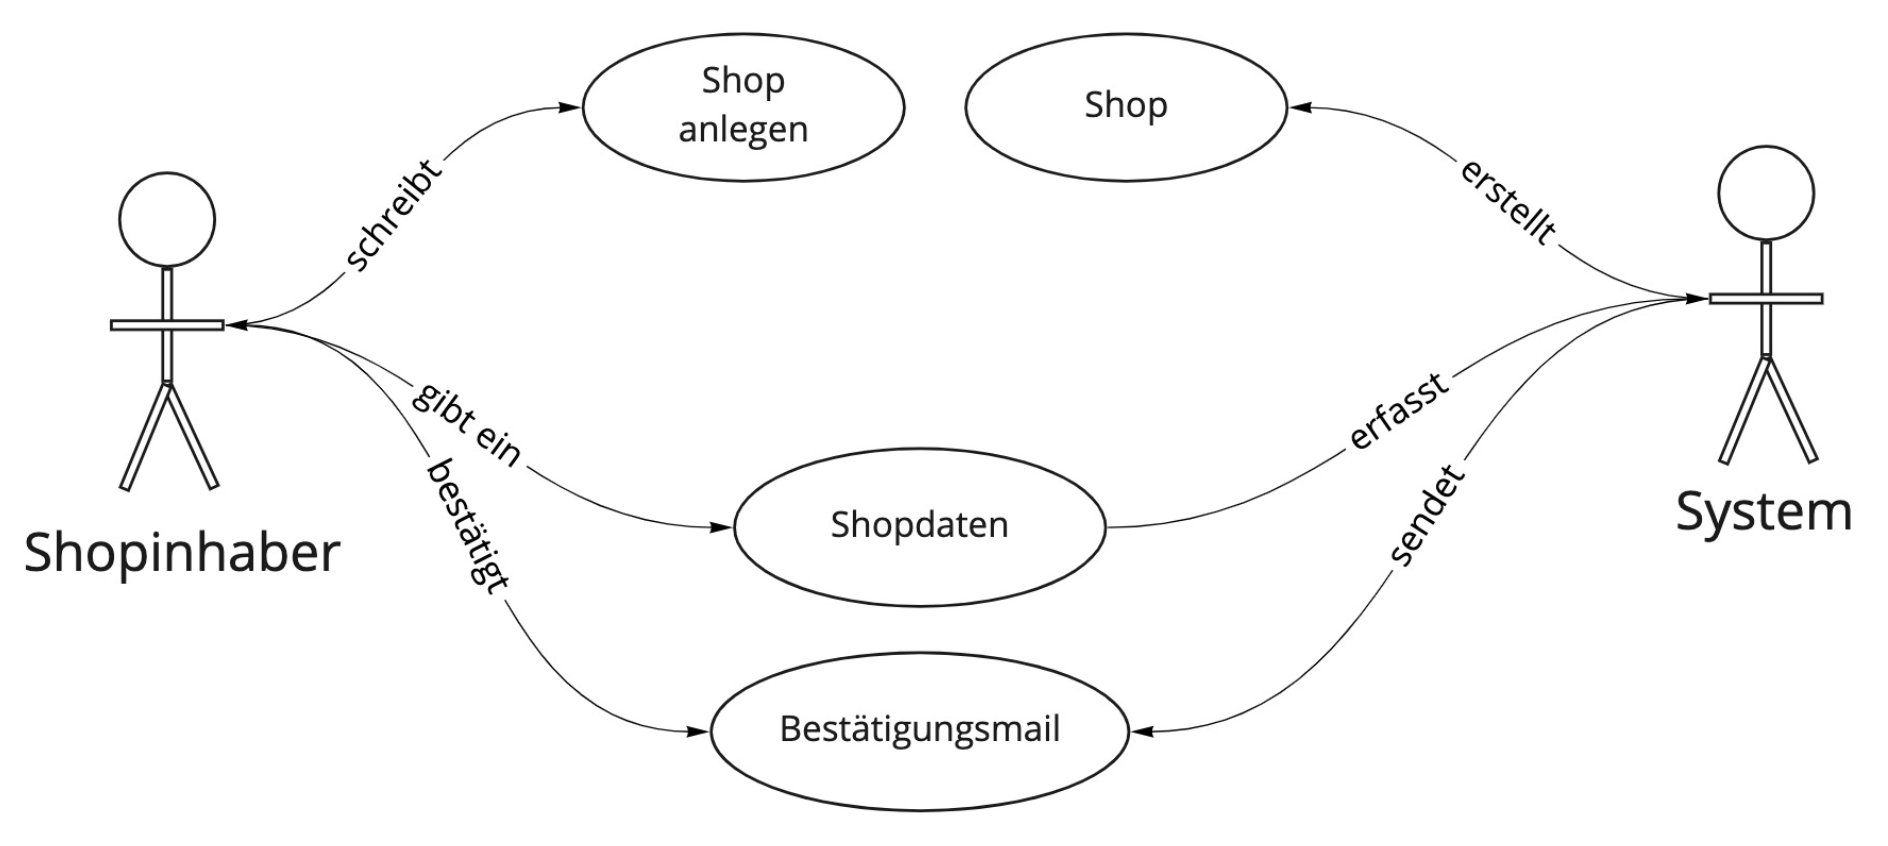 Shop
anlegen
Shop
schreibt
erstellt
gibt ein
erfasst
bestätigt
sendet
Shopdaten
System
Shopinhaber
Bestätigungsmail